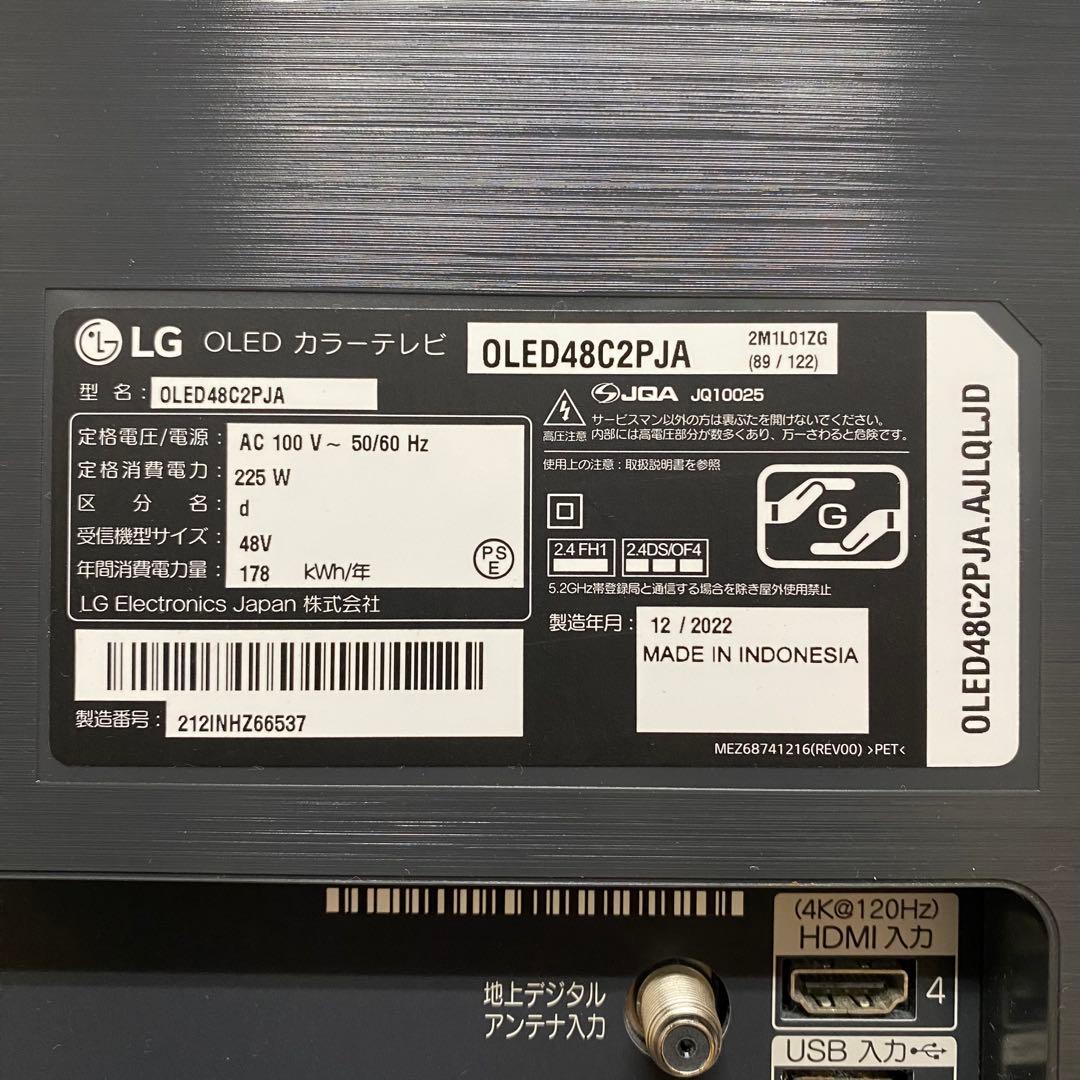 LG OLED カラーテレビ
OLED48C2PJA
2M1L01ZG
(89 / 122)
型 名: OLED48C2PJA
定格電圧/電源: AC 100 V～ 50/60 Hz
定格消費電力: 225 W
区 分 名: d
受信機型サイズ: 48V
年間消費電力量: 178 kWh/年
PS
E
LG Electronics Japan 株式会社
製造番号: 212INHZ66537
JQA JQ10025
高圧注意
サービスマン以外の方は裏ぶたを開けないでください。
内部には高電圧部分が数多くあり、万一さわると危険です。
使用上の注意：取扱説明書を参照
G
2.4 FH1
2.4DS/OF4
5.2GHz帯登録局と通信する場合を除き屋外使用禁止
製造年月: 12 / 2022
MADE IN INDONESIA
MEZ68741216(REV00) >PET<
OLED48C2PJA.AJLQLJD
(4K@120Hz)
HDMI 入力
4
地上デジタル
アンテナ入力
USB 入力